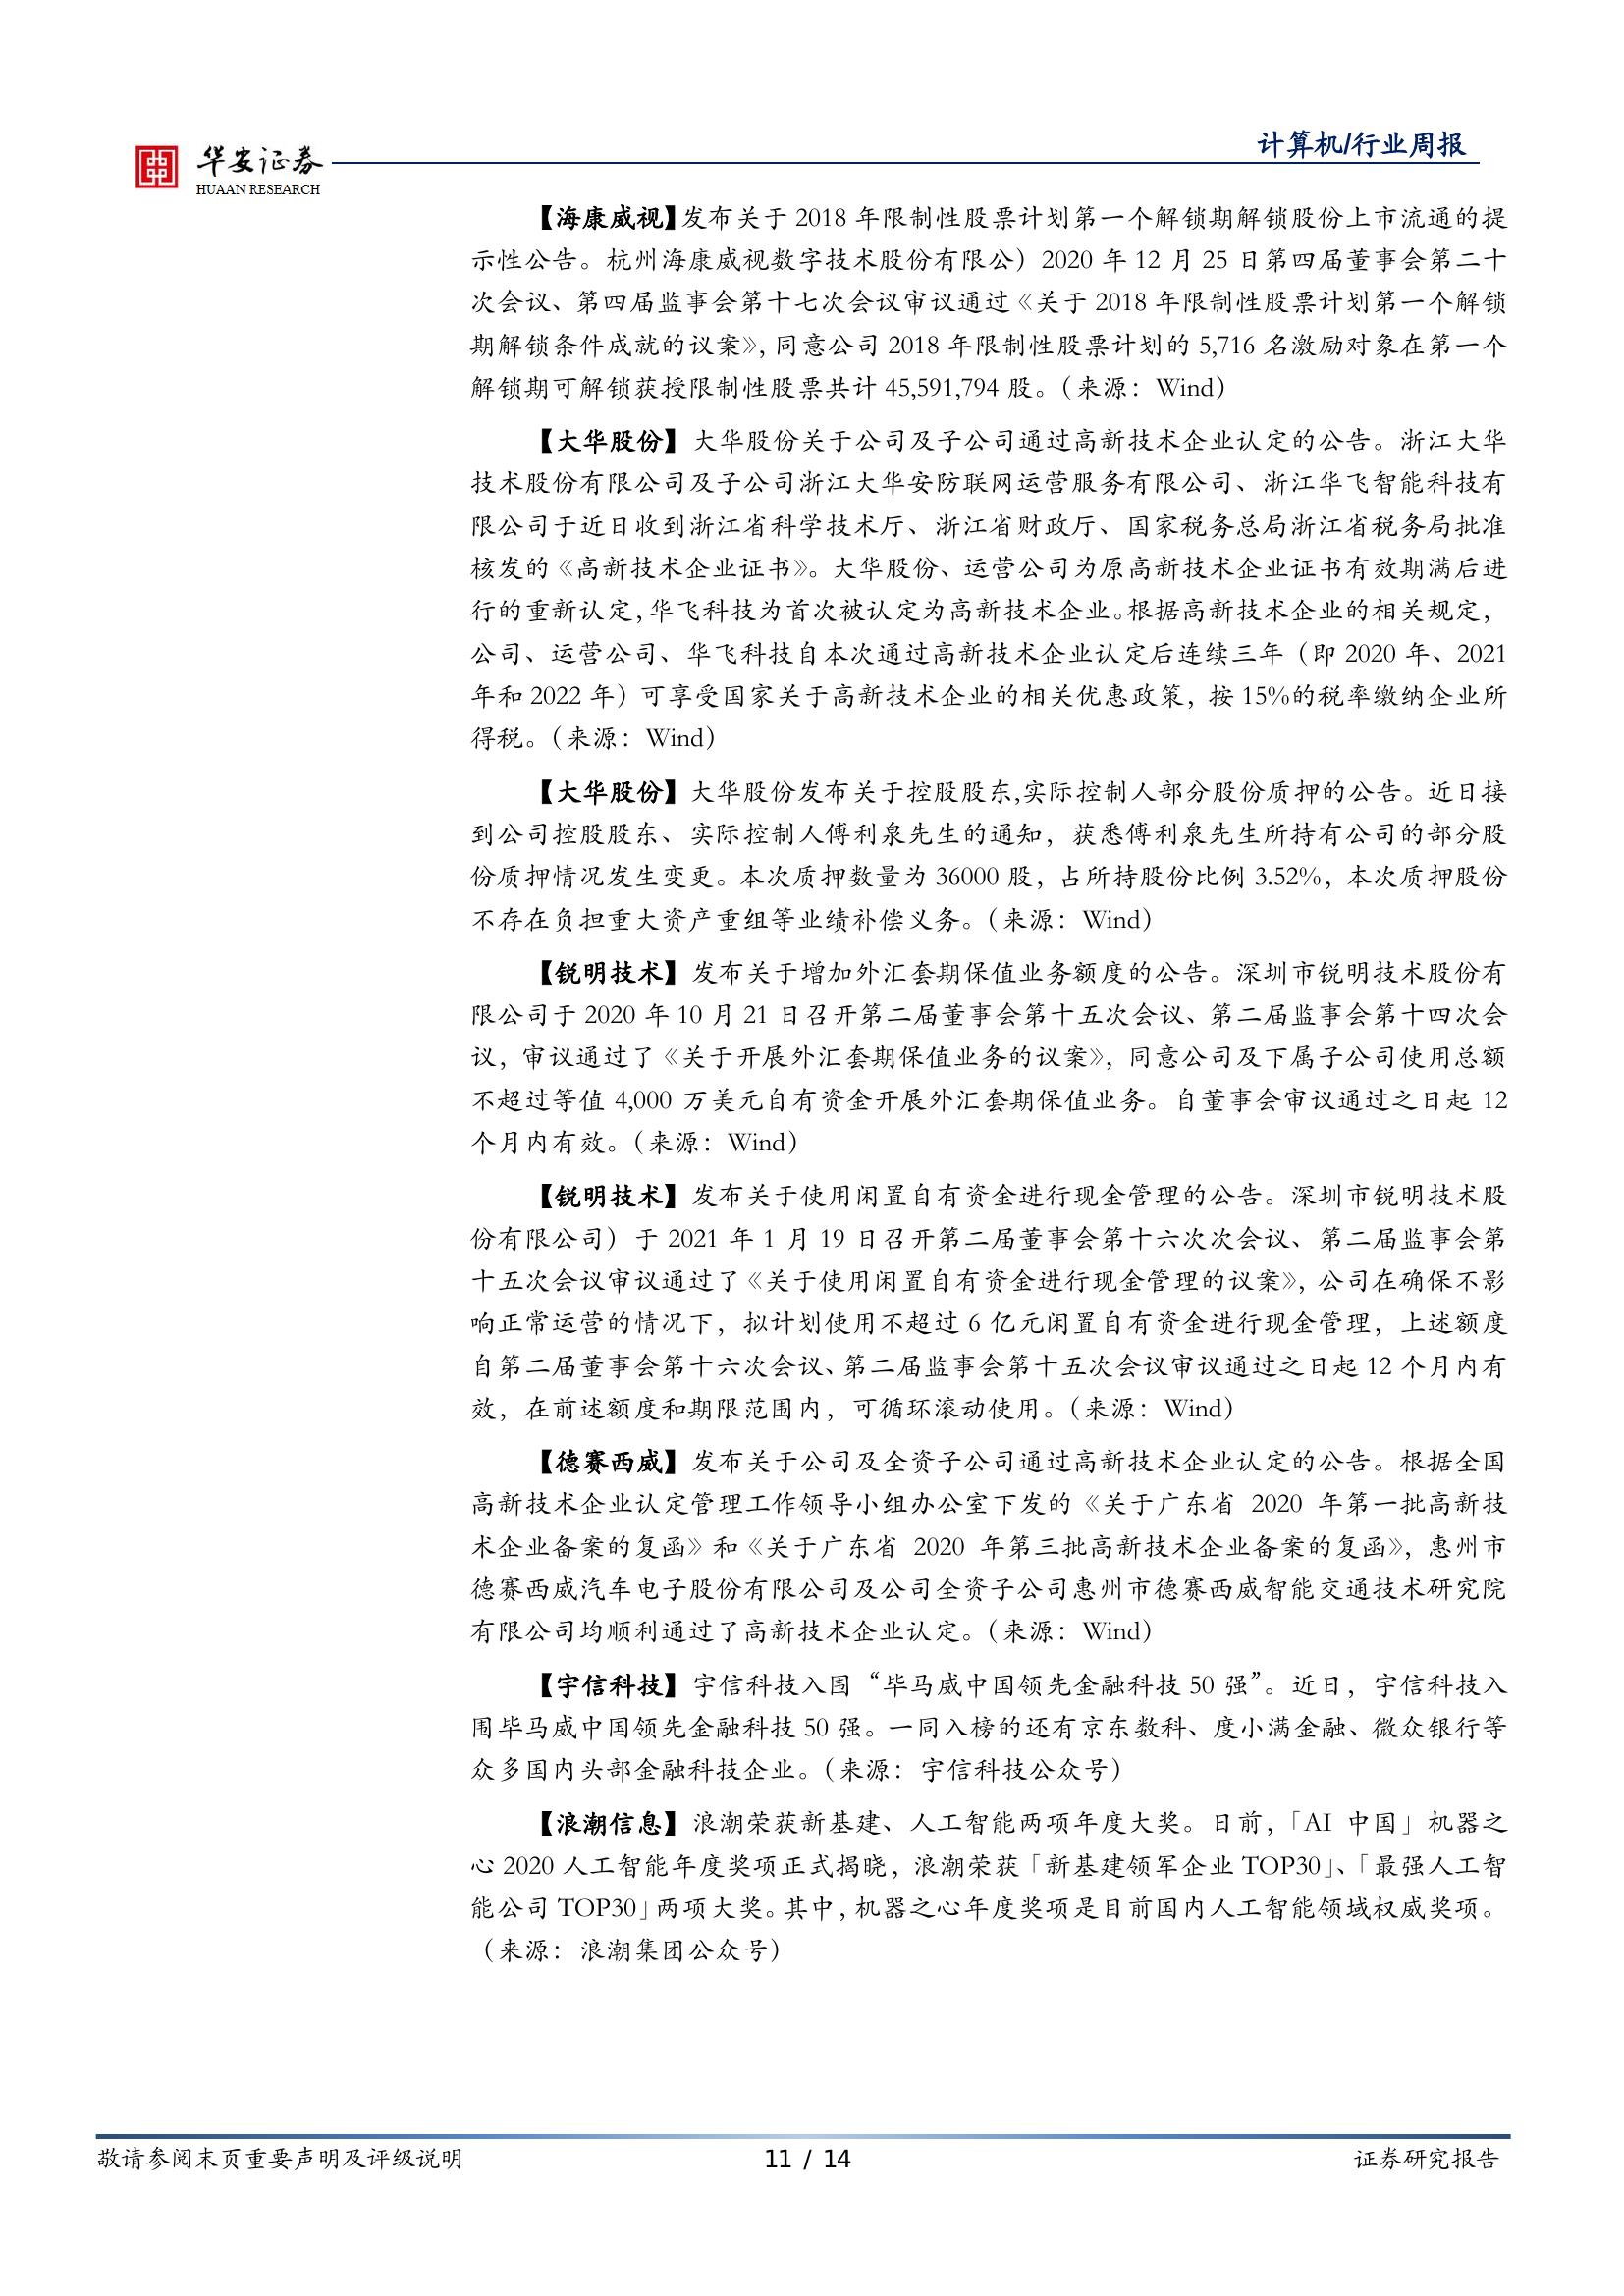 华安证券
HUAAN RESEARCH
计算机/行业周报
【海康威视】发布关于 2018 年限制性股票计划第一个解锁期解锁股份上市流通的提
示性公告。杭州海康威视数字技术股份有限公）2020 年 12 月 25 日第四届董事会第二十
次会议、第四届监事会第十七次会议审议通过《关于 2018 年限制性股票计划第一个解锁
期解锁条件成就的议案》，同意公司 2018 年限制性股票计划的 5,716 名激励对象在第一个
解锁期可解锁获授限制性股票共计 45,591,794 股。（来源：Wind）
【大华股份】大华股份关于公司及子公司通过高新技术企业认定的公告。浙江大华
技术股份有限公司及子公司浙江大华安防联网运营服务有限公司、浙江华飞智能科技有
限公司于近日收到浙江省科学技术厅、浙江省财政厅、国家税务总局浙江省税务局批准
核发的《高新技术企业证书》。大华股份、运营公司为原高新技术企业证书有效期满后进
行的重新认定，华飞科技为首次被认定为高新技术企业。根据高新技术企业的相关规定，
公司、运营公司、华飞科技自本次通过高新技术企业认定后连续三年（即 2020 年、2021
年和 2022 年）可享受国家关于高新技术企业的相关优惠政策，按 15%的税率缴纳企业所
得税。（来源：Wind）
【大华股份】大华股份发布关于控股股东,实际控制人部分股份质押的公告。近日接
到公司控股股东、实际控制人傅利泉先生的通知，获悉傅利泉先生所持有公司的部分股
份质押情况发生变更。本次质押数量为 36000 股，占所持股份比例 3.52%，本次质押股份
不存在负担重大资产重组等业绩补偿义务。（来源：Wind）
【锐明技术】发布关于增加外汇套期保值业务额度的公告。深圳市锐明技术股份有
限公司于 2020 年 10 月 21 日召开第二届董事会第十五次会议、第二届监事会第十四次会
议，审议通过了《关于开展外汇套期保值业务的议案》，同意公司及下属子公司使用总额
不超过等值 4,000 万美元自有资金开展外汇套期保值业务。自董事会审议通过之日起 12
个月内有效。（来源：Wind）
【锐明技术】发布关于使用闲置自有资金进行现金管理的公告。深圳市锐明技术股
份有限公司）于 2021 年 1 月 19 日召开第二届董事会第十六次次会议、第二届监事会第
十五次会议审议通过了《关于使用闲置自有资金进行现金管理的议案》，公司在确保不影
响正常运营的情况下，拟计划使用不超过 6 亿元闲置自有资金进行现金管理，上述额度
自第二届董事会第十六次会议、第二届监事会第十五次会议审议通过之日起 12 个月内有
效，在前述额度和期限范围内，可循环滚动使用。（来源：Wind）
【德赛西威】发布关于公司及全资子公司通过高新技术企业认定的公告。根据全国
高新技术企业认定管理工作领导小组办公室下发的《关于广东省 2020 年第一批高新技
术企业备案的复函》和《关于广东省 2020 年第三批高新技术企业备案的复函》，惠州市
德赛西威汽车电子股份有限公司及公司全资子公司惠州市德赛西威智能交通技术研究院
有限公司均顺利通过了高新技术企业认定。（来源：Wind）
【宇信科技】宇信科技入围“毕马威中国领先金融科技 50 强”。近日，宇信科技入
围毕马威中国领先金融科技 50 强。一同入榜的还有京东数科、度小满金融、微众银行等
众多国内头部金融科技企业。（来源：宇信科技公众号）
【浪潮信息】浪潮荣获新基建、人工智能两项年度大奖。日前，「AI 中国」机器之
心 2020 人工智能年度奖项正式揭晓，浪潮荣获「新基建领军企业 TOP30」、「最强人工智
能公司 TOP30」两项大奖。其中，机器之心年度奖项是目前国内人工智能领域权威奖项。
（来源：浪潮集团公众号）
敬请参阅末页重要声明及评级说明
11 / 14
证券研究报告